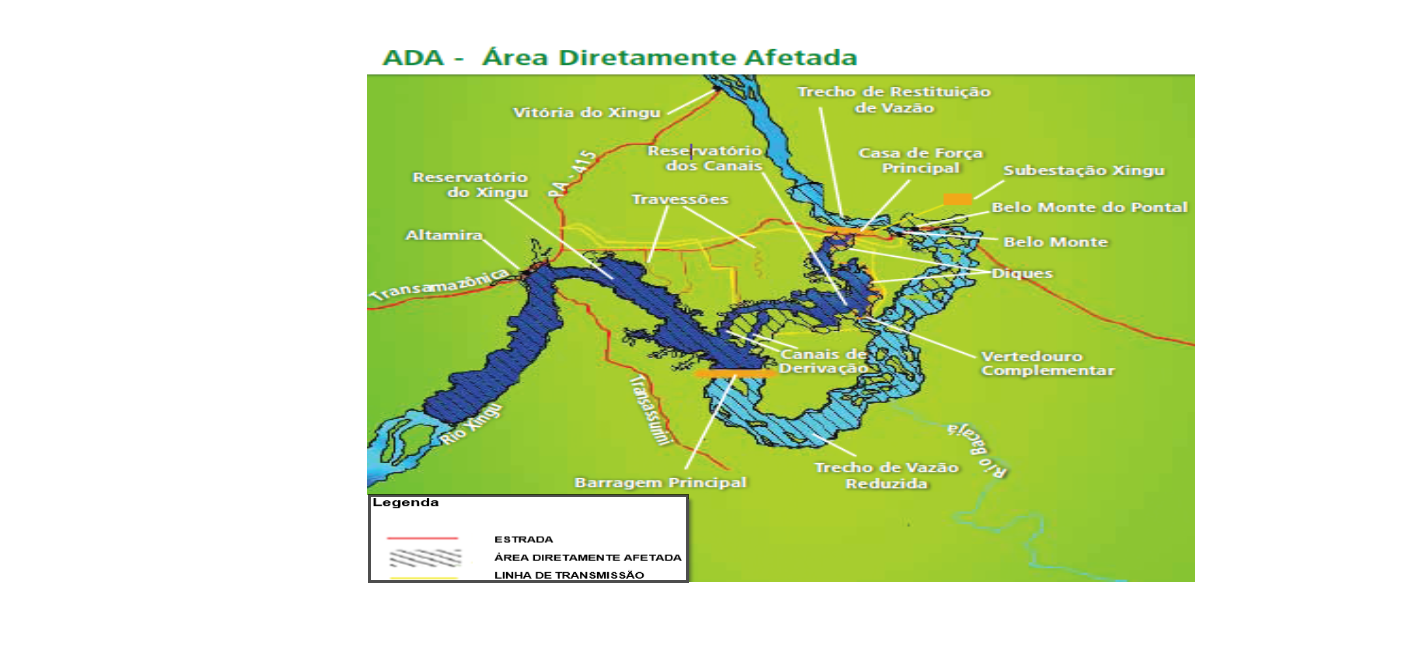 ADA - Área Diretamente Afetada
Vitória do Xingu
Trecho de Restituição
de Vazão
PA - 415
Reservatório
dos Canais
Casa de Força
Principal
Subestação Xingu
Reservatório
do Xingu
Travessões
Belo Monte do Pontal
Altamira
Belo Monte
Transamazônica
Diques
Canais de
Derivação
Vertedouro
Complementar
Transassurini
Rio Xingu
Rio Bacajá
Trecho de Vazão
Reduzida
Barragem Principal
Legenda
ESTRADA
ÁREA DIRETAMENTE AFETADA
LINHA DE TRANSMISSÃO